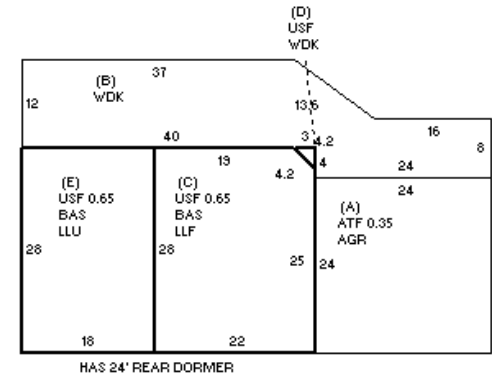 (D)
USF
WDK
37
(B)
WDK
12
13.6
16
40
3
4.2
8
19
4.2
4
24
24
(E)
USF 0.65
BAS
LLU
(C)
USF 0.65
BAS
LLF
(A)
ATF 0.35
AGR
28
28
25
24
18
22
HAS 24' REAR DORMER